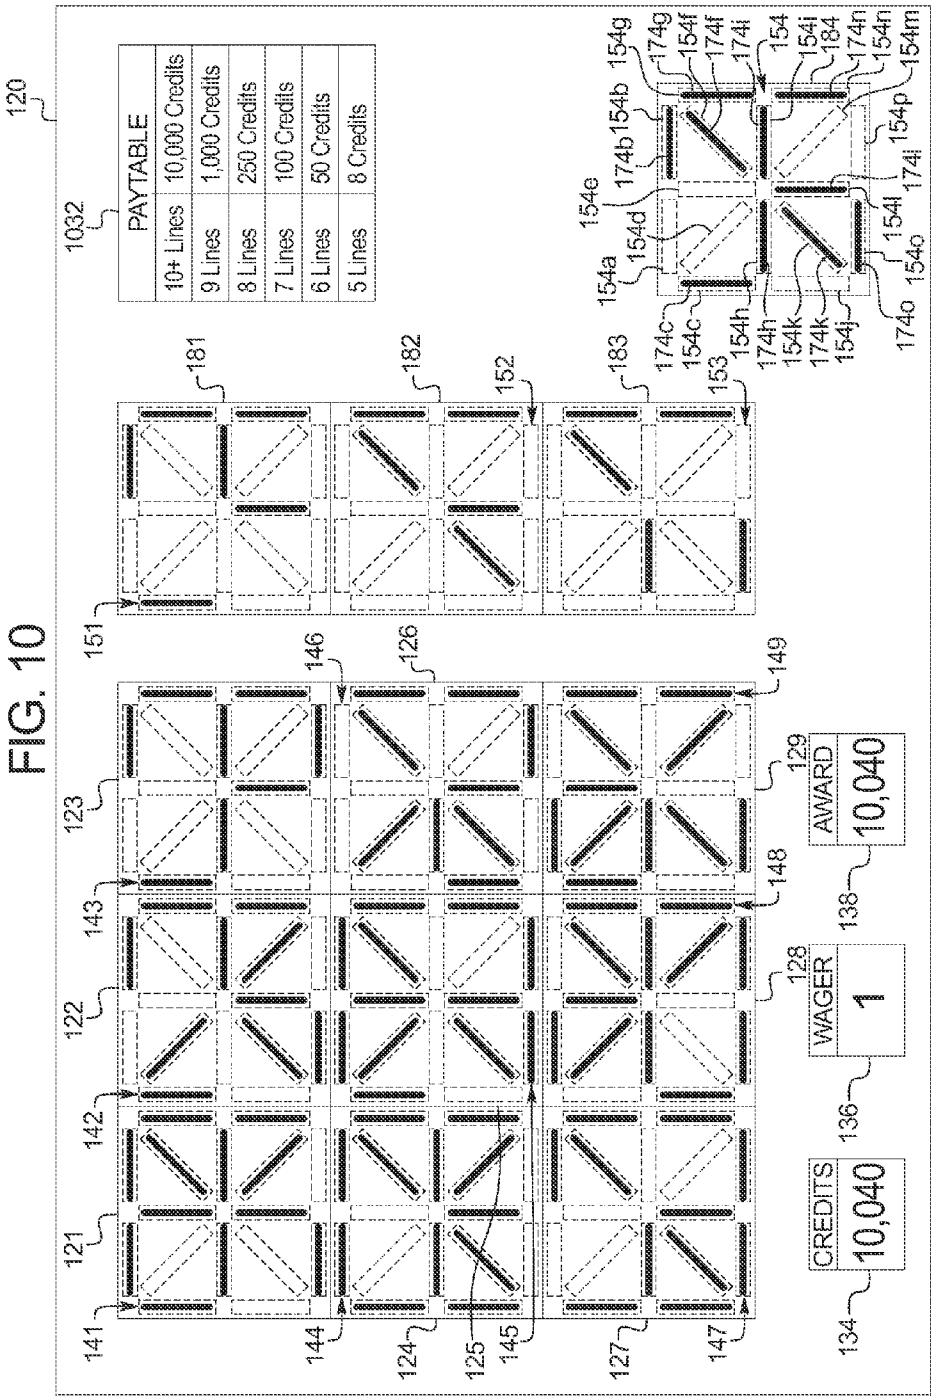 FIG. 10
120
1032
PAYTABLE
10+ Lines 10,000 Credits
9 Lines 1,000 Credits
8 Lines 250 Credits
7 Lines 100 Credits
6 Lines 50 Credits
5 Lines 8 Credits
141
121
142
122
143
123
151
181
144
124
125
145
146
126
152
182
127
147
128
148
129
149
153
183
154a
154d
154e
174b
154b
154g
174g
154f
174f
174i
154
154i
184
174n
154n
154m
174c
154c
154h
174h
154k
174k
154j
174o
154o
154l
174l
154p
134
CREDITS
10,040
136
WAGER
1
138
AWARD
10,040